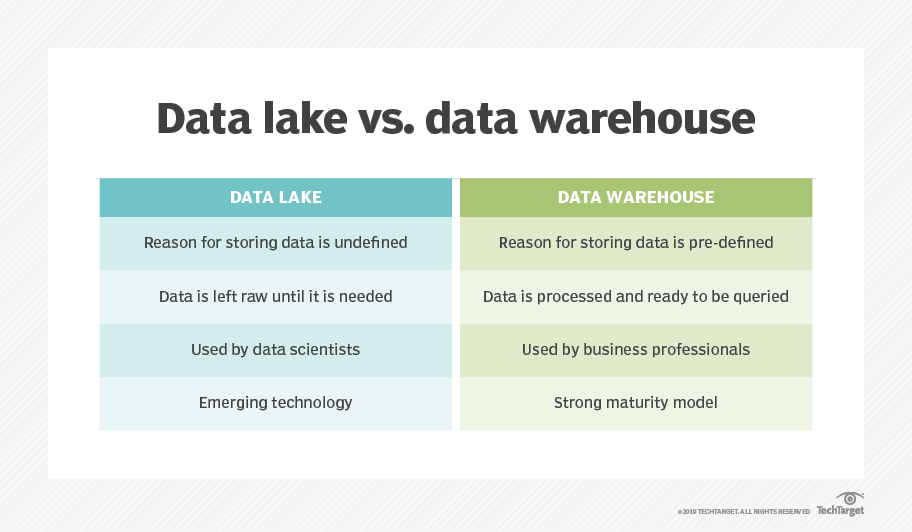 Data lake vs. data warehouse
DATA LAKE
DATA WAREHOUSE
Reason for storing data is undefined
Reason for storing data is pre-defined
Data is left raw until it is needed
Data is processed and ready to be queried
Used by data scientists
Used by business professionals
Emerging technology
Strong maturity model
©2019 TECHTARGET. ALL RIGHTS RESERVED
TechTarget